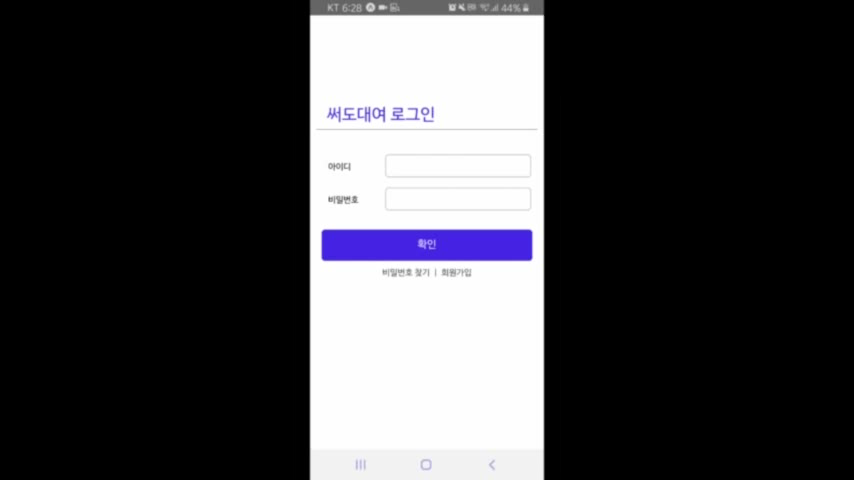 KT 6:28 44%
써도대여 로그인
아이디
비밀번호
확인
비밀번호 찾기 | 회원가입